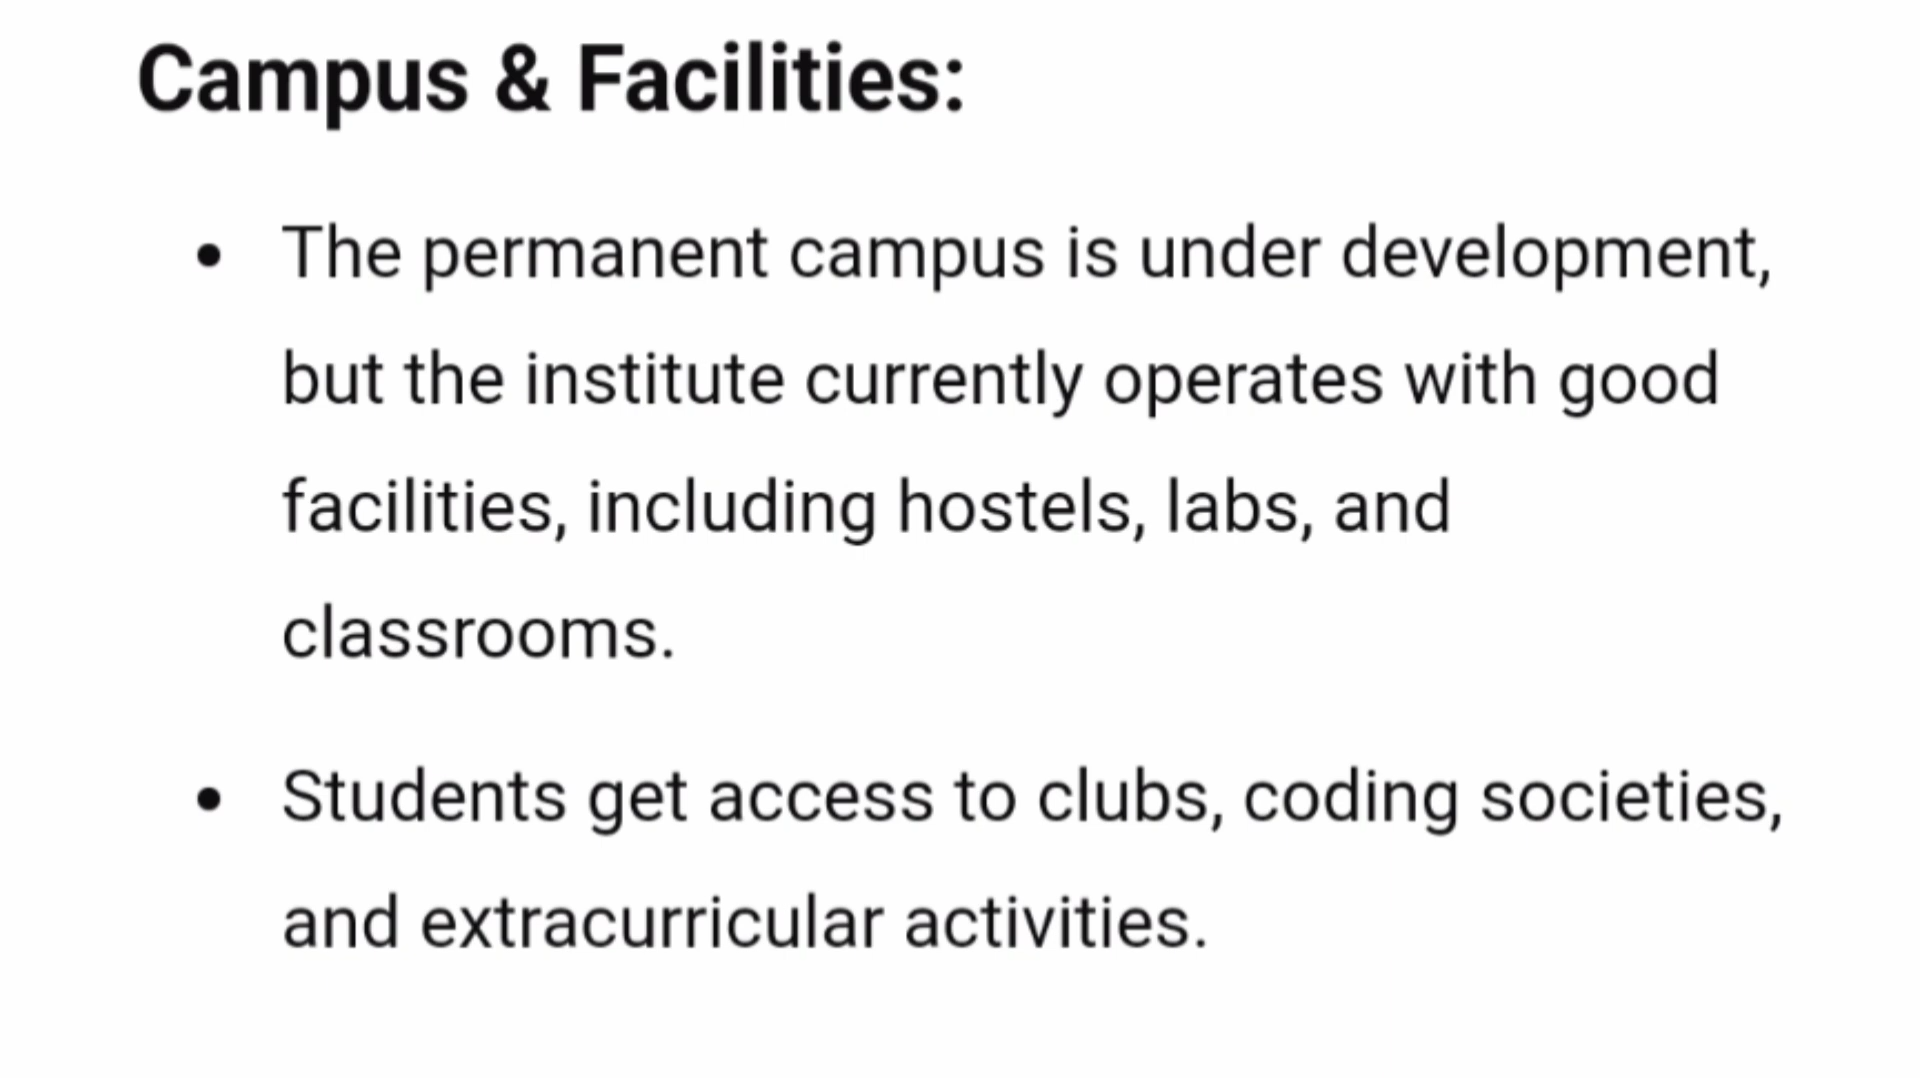 Campus & Facilities:
• The permanent campus is under development,
but the institute currently operates with good
facilities, including hostels, labs, and
classrooms.
• Students get access to clubs, coding societies,
and extracurricular activities.